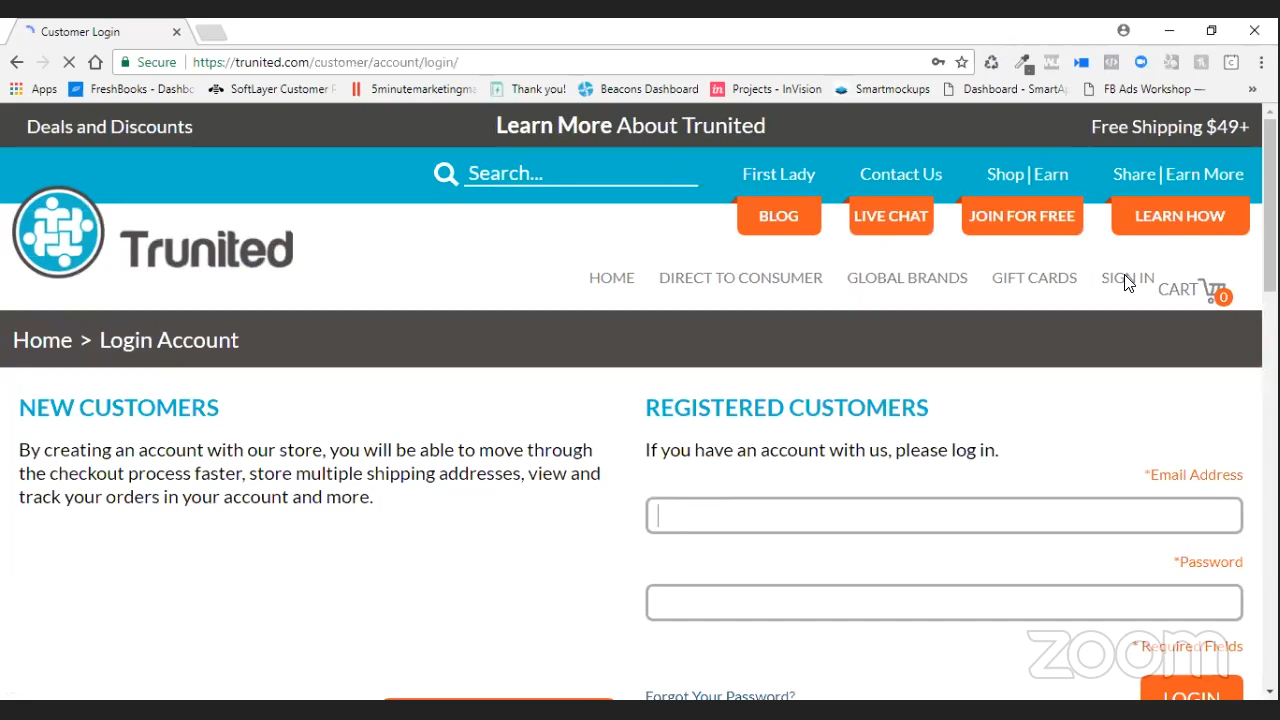 Customer Login
Secure
https://trunited.com/customer/account/login/
Apps
FreshBooks - Dashbc
SoftLayer Customer
5minutemarketingma
Thank you!
Beacons Dashboard
Projects - InVision
Smartmockups
Dashboard - SmartA
FB Ads Workshop —
Deals and Discounts
Learn More About Trunited
Free Shipping $49+
Search...
First Lady
Contact Us
Shop|Earn
Share|Earn More
BLOG
LIVE CHAT
JOIN FOR FREE
LEARN HOW
Trunited
HOME
DIRECT TO CONSUMER
GLOBAL BRANDS
GIFT CARDS
SIGN IN
CART
0
Home > Login Account
NEW CUSTOMERS
By creating an account with our store, you will be able to move through
the checkout process faster, store multiple shipping addresses, view and
track your orders in your account and more.
REGISTERED CUSTOMERS
If you have an account with us, please log in.
*Email Address
*Password
* Required Fields
zoom
Forgot Your Password?
LOGIN